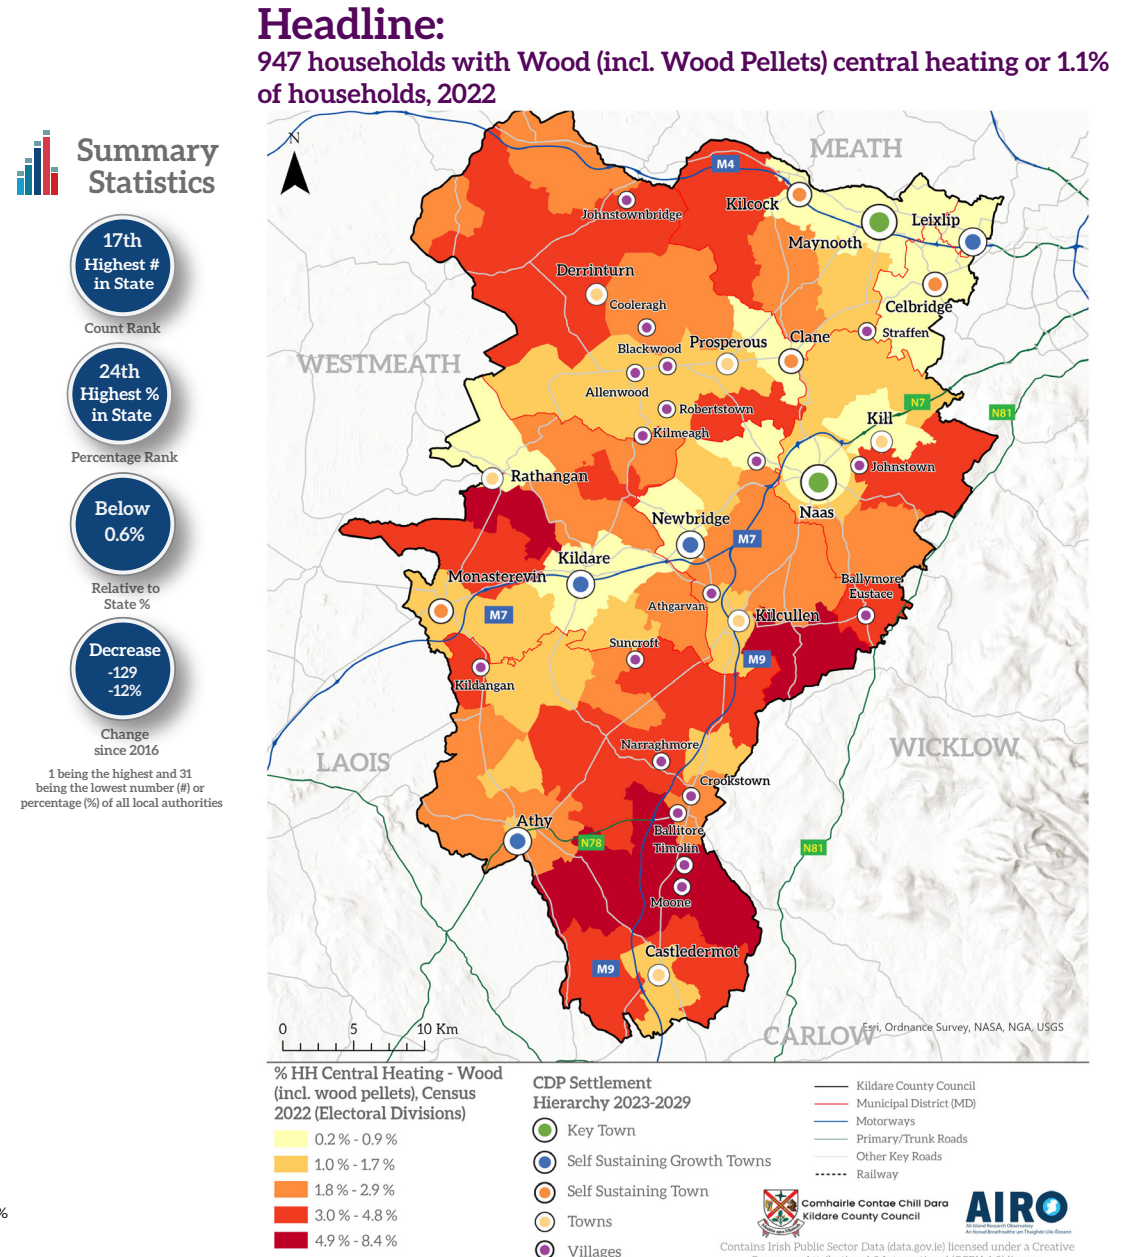 Headline:
947 households with Wood (incl. Wood Pellets) central heating or 1.1%
of households, 2022
Summary
Statistics
17th
Highest #
in State
Count Rank
24th
Highest %
in State
Percentage Rank
Below
0.6%
Relative to
State %
Decrease
-129
-12%
Change
since 2016
1 being the highest and 31
being the lowest number (#) or
percentage (%) of all local authorities
%
N
MEATH
M4
Kilcock
Leixlip
Johnstownbridge
Maynooth
Derrinturn
Celbridge
Cooleragh
Straffen
Clane
Prosperous
Blackwood
WESTMEATH
Allenwood
N7
N81
Robertstown
Kill
Kilmeagh
Johnstown
Rathangan
Naas
Newbridge
M7
Kildare
Monasterevin
Ballymore
Eustace
Athgarvan
M7
Kilcullen
Suncroft
M9
Kildangan
Narraghmore
WICKLOW
LAOIS
Crookstown
Athy
Ballitore
N78
Timolin
N81
Moone
Castledermot
M9
CARLOW
Esri, Ordnance Survey, NASA, NGA, USGS
0 5 10 Km
% HH Central Heating - Wood
(incl. wood pellets), Census
2022 (Electoral Divisions)
0.2 % - 0.9 %
1.0 % - 1.7 %
1.8 % - 2.9 %
3.0 % - 4.8 %
4.9 % - 8.4 %
CDP Settlement
Hierarchy 2023-2029
Key Town
Self Sustaining Growth Towns
Self Sustaining Town
Towns
Villages
Kildare County Council
Municipal District (MD)
Motorways
Primary/Trunk Roads
Other Key Roads
Railway
Comhairle Contae Chill Dara
Kildare County Council
AIRO
All-Island Research Observatory
Contains Irish Public Sector Data (data.gov.ie) licensed under a Creative